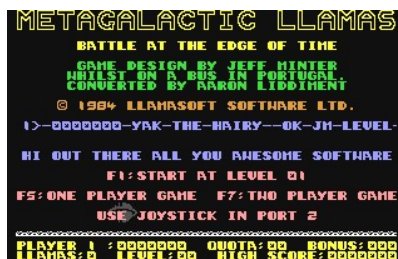 METAGALACTIC LLAMAS
BATTLE AT THE EDGE OF TIME
GAME DESIGN BY JEFF MINTER
WHILST ON A BUS IN PORTUGAL.
CONVERTED BY AARON LIDDIMENT
© 1984 LLAMASOFT SOFTWARE LTD.
1>-0000000-YAK-THE-HAIRY--OK-JM-LEVEL-
HI OUT THERE ALL YOU AWESOME SOFTWARE
F1:START AT LEVEL 01
F5:ONE PLAYER GAME F7:TWO PLAYER GAME
USE JOYSTICK IN PORT 2
PLAYER 1 :0000000 QUOTA:00 BONUS:000
LLAMAS:0 LEVEL:00 HIGH SCORE:0000000